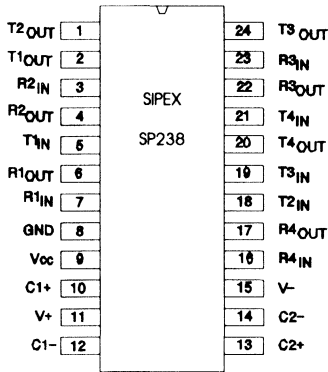 T2OUT 1 24 T3OUT
T1OUT 2 23 R3IN
R2IN 3 22 R3OUT
SIPEX
R2OUT 4 21 T4IN
SP238
T1IN 5 20 T4OUT
R1OUT 6 19 T3IN
R1IN 7 18 T2IN
GND 8 17 R4OUT
Vcc 9 16 R4IN
C1+ 10 15 V-
V+ 11 14 C2-
C1- 12 13 C2+